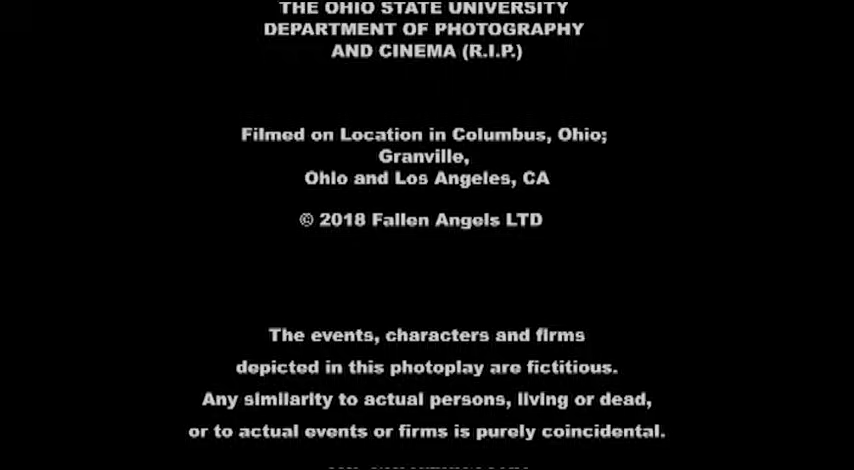 THE OHIO STATE UNIVERSITY
DEPARTMENT OF PHOTOGRAPHY
AND CINEMA (R.I.P.)
Filmed on Location in Columbus, Ohio;
Granville,
Ohio and Los Angeles, CA
© 2018 Fallen Angels LTD
The events, characters and firms
depicted in this photoplay are fictitious.
Any similarity to actual persons, living or dead,
or to actual events or firms is purely coincidental.